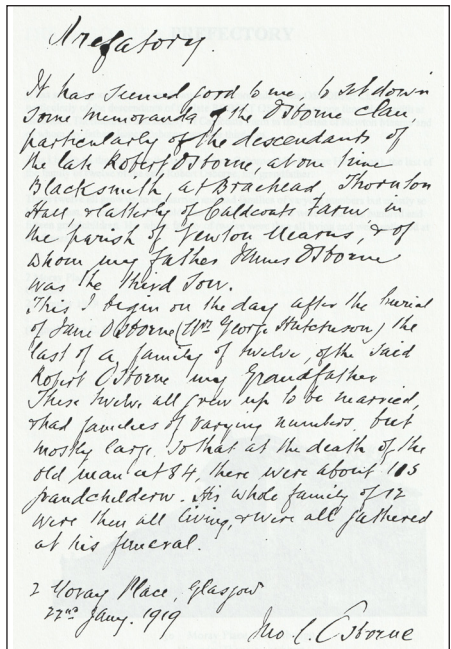 Prefatory.
It has seemed good to me, to set down
some memoranda of the Osborne clan,
particularly of the descendants of
the late Robert Osborne, at one time
Blacksmith, at Braehead, Thornton
Hall, & latterly of Caldcoats Farm in
the parish of Newton Mearns, & of
whom my father James Osborne
was the third Son.
This I begin on the day after the burial
of Jane Osborne (Mrs George Hutcheson) the
last of a family of twelve, of the said
Robert Osborne my Grandfather
These twelve all grew up to be married,
& had families of varying numbers, but
mostly large. So that at the death of the
old man at 84, there were about 105
grandchildern. His whole family of 12
were then all living, & were all gathered
at his funeral.
2 Moray Place, Glasgow
22nd Jany. 1919
Jno. C. Osborne